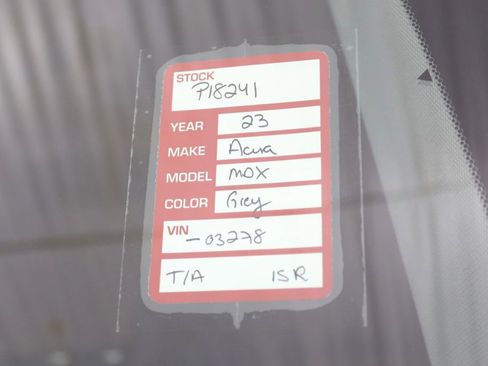 STOCK
P18241
YEAR 23
MAKE Acura
MODEL MDX
COLOR Grey
VIN
-03278
T/A ISR